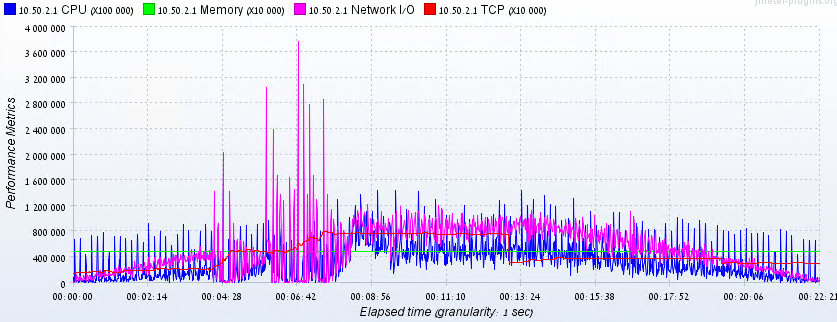 10.50.2.1 CPU (X100 000) 10.50.2.1 Memory (X10 000) 10.50.2.1 Network I/O 10.50.2.1 TCP (X10 000)
jmeter-plugins.org
4 000 000
3 600 000
3 200 000
2 800 000
2 400 000
2 000 000
1 600 000
1 200 000
800 000
400 000
0
Performance Metrics
00:00:00 00:02:14 00:04:28 00:06:42 00:08:56 00:11:10 00:13:24 00:15:38 00:17:52 00:20:06 00:22:21
Elapsed time (granularity: 1 sec)